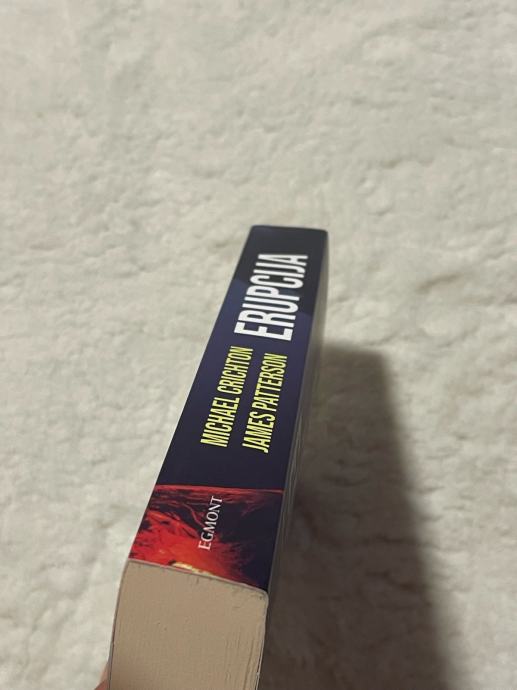 MICHAEL CRICHTON
JAMES PATTERSON
ERUPCIJA
EGMONT